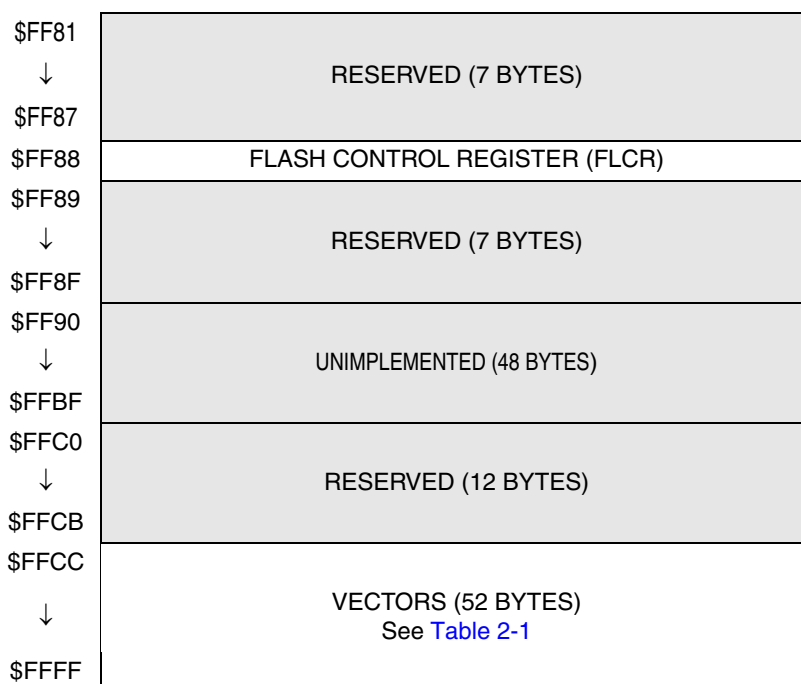 $FF81
↓
RESERVED (7 BYTES)
$FF87
$FF88
FLASH CONTROL REGISTER (FLCR)
$FF89
↓
RESERVED (7 BYTES)
$FF8F
$FF90
↓
UNIMPLEMENTED (48 BYTES)
$FFBF
$FFC0
↓
RESERVED (12 BYTES)
$FFCB
$FFCC
↓
VECTORS (52 BYTES)
See Table 2-1
$FFFF